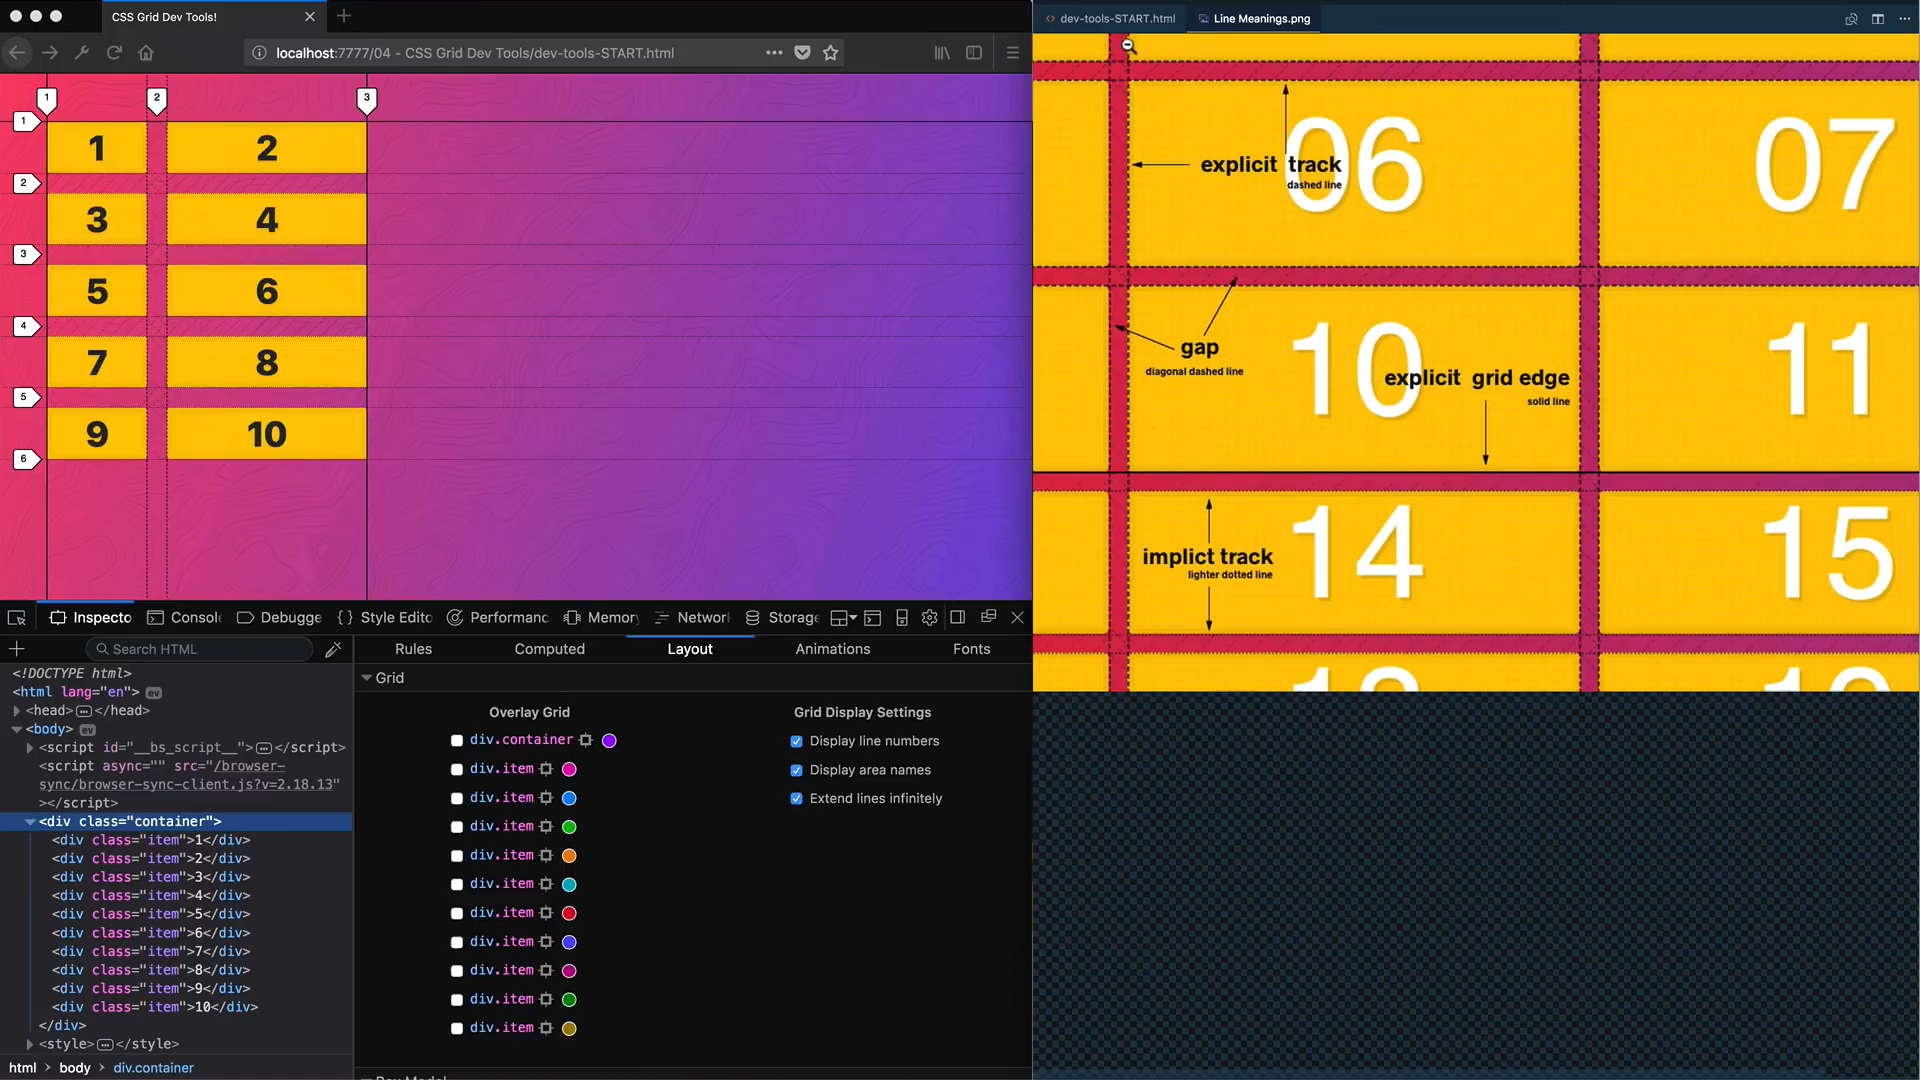 CSS Grid Dev Tools!
localhost:7777/04 - CSS Grid Dev Tools/dev-tools-START.html
1 2 3
1
1 2
2
3 4
3
5 6
4
7 8
5
9 10
6
Inspecto Consol Debugge Style Edito Performanc Memory Networ Storage
Search HTML
<!DOCTYPE html>
<html lang="en"> ev
<head> </head>
<body> ev
<script id="__bs_script__"> </script>
<script async="" src="/browser-
sync/browser-sync-client.js?v=2.18.13"
></script>
<div class="container">
<div class="item">1</div>
<div class="item">2</div>
<div class="item">3</div>
<div class="item">4</div>
<div class="item">5</div>
<div class="item">6</div>
<div class="item">7</div>
<div class="item">8</div>
<div class="item">9</div>
<div class="item">10</div>
</div>
<style> </style>
html body div.container
Rules Computed Layout Animations Fonts
Grid
Overlay Grid
div.container
div.item
div.item
div.item
div.item
div.item
div.item
div.item
div.item
div.item
div.item
Grid Display Settings
Display line numbers
Display area names
Extend lines infinitely
dev-tools-START.html Line Meanings.png
06 07
explicit track
dashed line
10 11
gap
diagonal dashed line
explicit grid edge
solid line
14 15
implict track
lighter dotted line